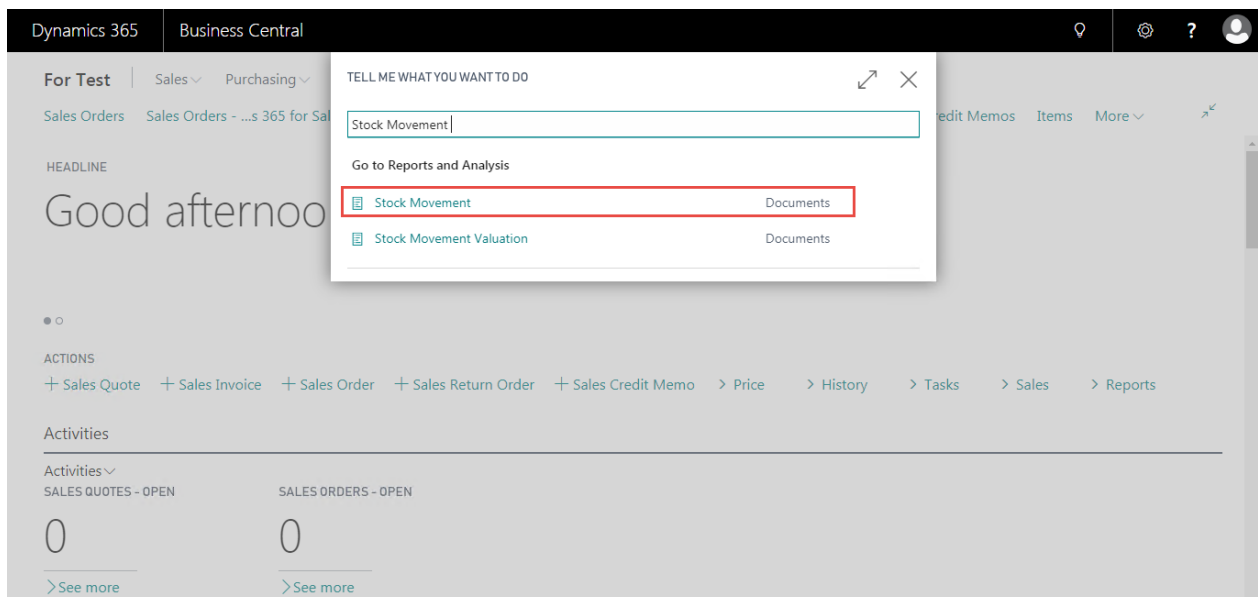 Dynamics 365 Business Central ?
For Test Sales Purchasing
Sales Orders Sales Orders - ...s 365 for Sal
edit Memos Items More
TELL ME WHAT YOU WANT TO DO
Stock Movement
Go to Reports and Analysis
Stock Movement Documents
Stock Movement Valuation Documents
HEADLINE
Good afternoo
ACTIONS
+ Sales Quote + Sales Invoice + Sales Order + Sales Return Order + Sales Credit Memo > Price > History > Tasks > Sales > Reports
Activities
Activities
SALES QUOTES - OPEN SALES ORDERS - OPEN
0 0
>See more >See more